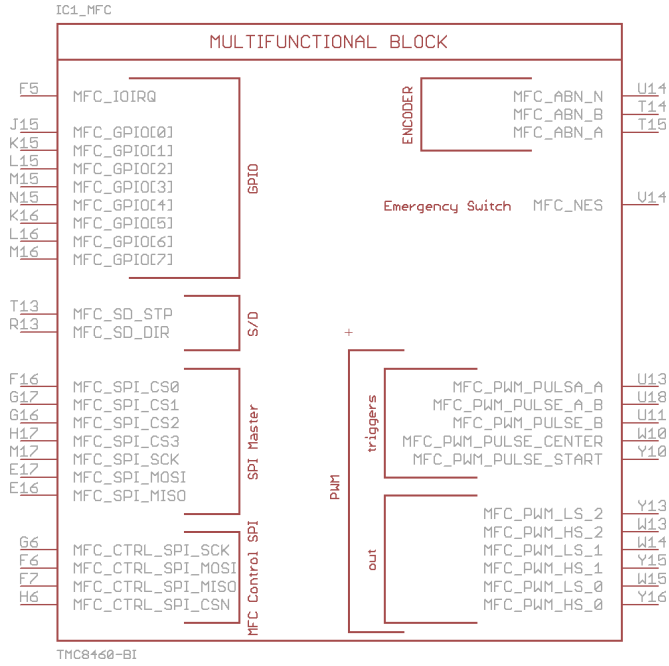 IC1_MFC
MULTIFUNCTIONAL BLOCK
F5 MFC_IOIRQ
J15 MFC_GPIO[0]
K15 MFC_GPIO[1]
L15 MFC_GPIO[2]
M15 MFC_GPIO[3]
N15 MFC_GPIO[4]
K16 MFC_GPIO[5]
L16 MFC_GPIO[6]
M16 MFC_GPIO[7]
GPIO
T13 MFC_SD_STP
R13 MFC_SD_DIR
S/D
F16 MFC_SPI_CS0
G17 MFC_SPI_CS1
G16 MFC_SPI_CS2
H17 MFC_SPI_CS3
M17 MFC_SPI_SCK
E17 MFC_SPI_MOSI
E16 MFC_SPI_MISO
SPI Master
G6 MFC_CTRL_SPI_SCK
F6 MFC_CTRL_SPI_MOSI
F7 MFC_CTRL_SPI_MISO
H6 MFC_CTRL_SPI_CSN
MFC Control SPI
ENCODER
MFC_ABN_N U14
MFC_ABN_B T14
MFC_ABN_A T15
Emergency Switch MFC_NES V14
PWM
triggers
MFC_PWM_PULSA_A U13
MFC_PWM_PULSE_A_B U18
MFC_PWM_PULSE_B U11
MFC_PWM_PULSE_CENTER W10
MFC_PWM_PULSE_START Y10
out
MFC_PWM_LS_2 Y13
MFC_PWM_HS_2 W13
MFC_PWM_LS_1 W14
MFC_PWM_HS_1 Y15
MFC_PWM_LS_0 W15
MFC_PWM_HS_0 Y16
TMC8460-BI